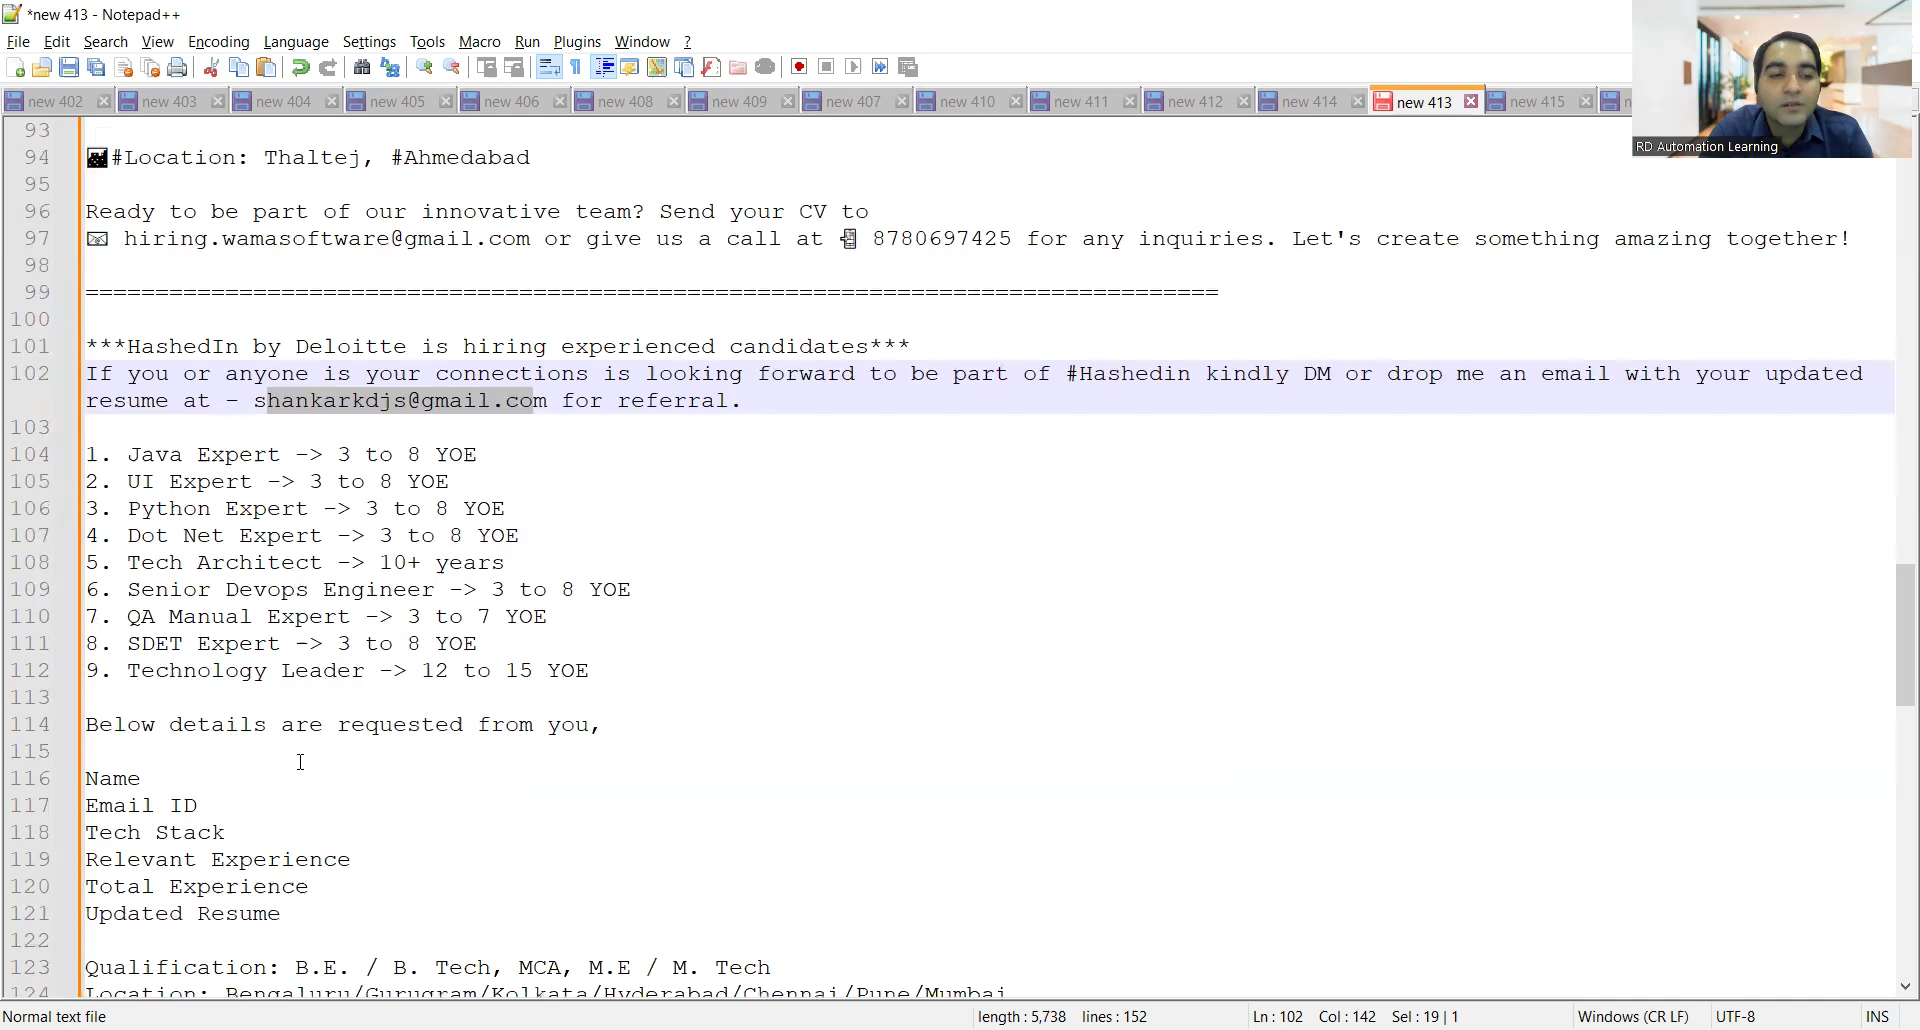 *new 413 - Notepad++
File Edit Search View Encoding Language Settings Tools Macro Run Plugins Window ?
new 402 new 403 new 404 new 405 new 406 new 408 new 409 new 407 new 410 new 411 new 412 new 414 new 413 new 415
RD Automation Learning
93
94 #Location: Thaltej, #Ahmedabad
95
96 Ready to be part of our innovative team? Send your CV to
97 hiring.wamasoftware@gmail.com or give us a call at 8780697425 for any inquiries. Let's create something amazing together!
98
99 =================================================================================
100
101 ***HashedIn by Deloitte is hiring experienced candidates***
102 If you or anyone is your connections is looking forward to be part of #Hashedin kindly DM or drop me an email with your updated
resume at - shankarkdjs@gmail.com for referral.
103
104 1. Java Expert -> 3 to 8 YOE
105 2. UI Expert -> 3 to 8 YOE
106 3. Python Expert -> 3 to 8 YOE
107 4. Dot Net Expert -> 3 to 8 YOE
108 5. Tech Architect -> 10+ years
109 6. Senior Devops Engineer -> 3 to 8 YOE
110 7. QA Manual Expert -> 3 to 7 YOE
111 8. SDET Expert -> 3 to 8 YOE
112 9. Technology Leader -> 12 to 15 YOE
113
114 Below details are requested from you,
115
116 Name
117 Email ID
118 Tech Stack
119 Relevant Experience
120 Total Experience
121 Updated Resume
122
123 Qualification: B.E. / B. Tech, MCA, M.E / M. Tech
124 Location: Bengaluru/Gurugram/Kolkata/Hyderabad/Chennai/Pune/Mumbai
Normal text file length : 5,738 lines : 152 Ln : 102 Col : 142 Sel : 19 | 1 Windows (CR LF) UTF-8 INS